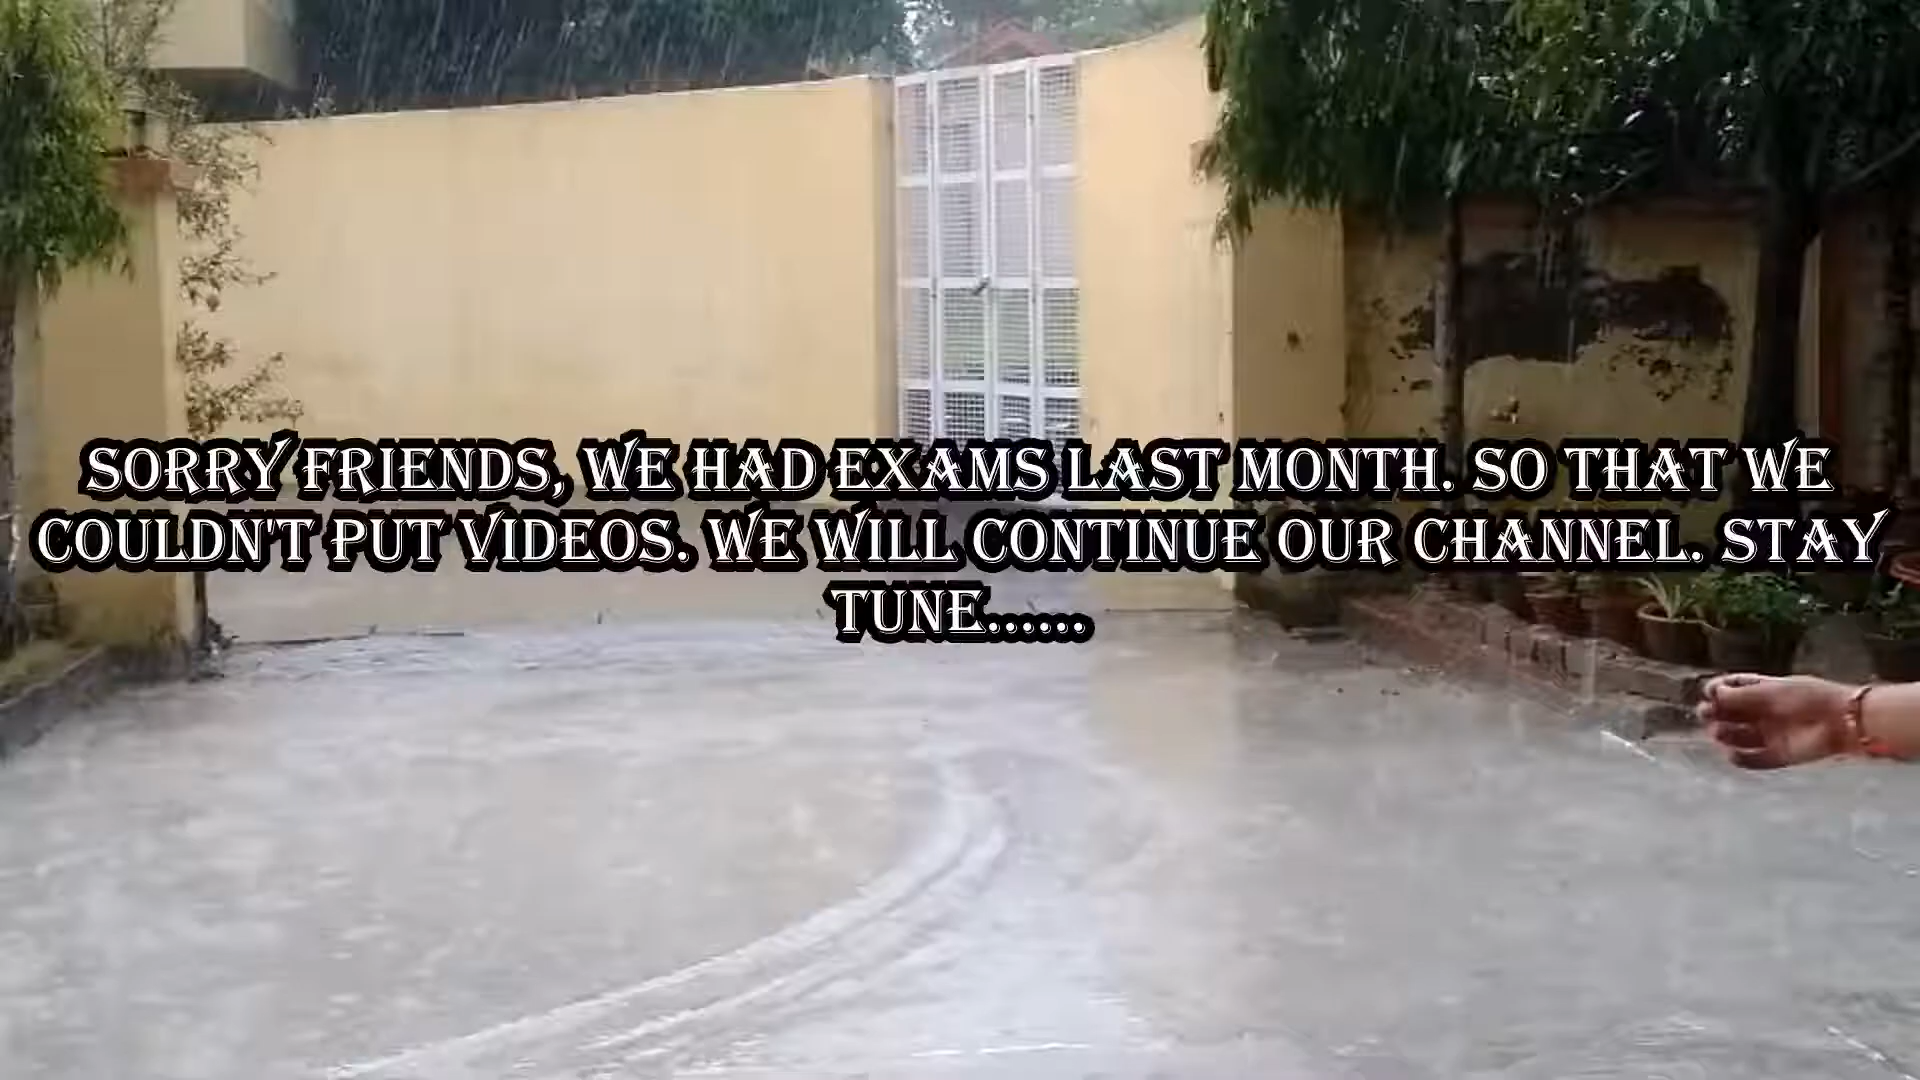 SORRY FRIENDS, WE HAD EXAMS LAST MONTH. SO THAT WE
COULDN'T PUT VIDEOS. WE WILL CONTINUE OUR CHANNEL. STAY
TUNE......